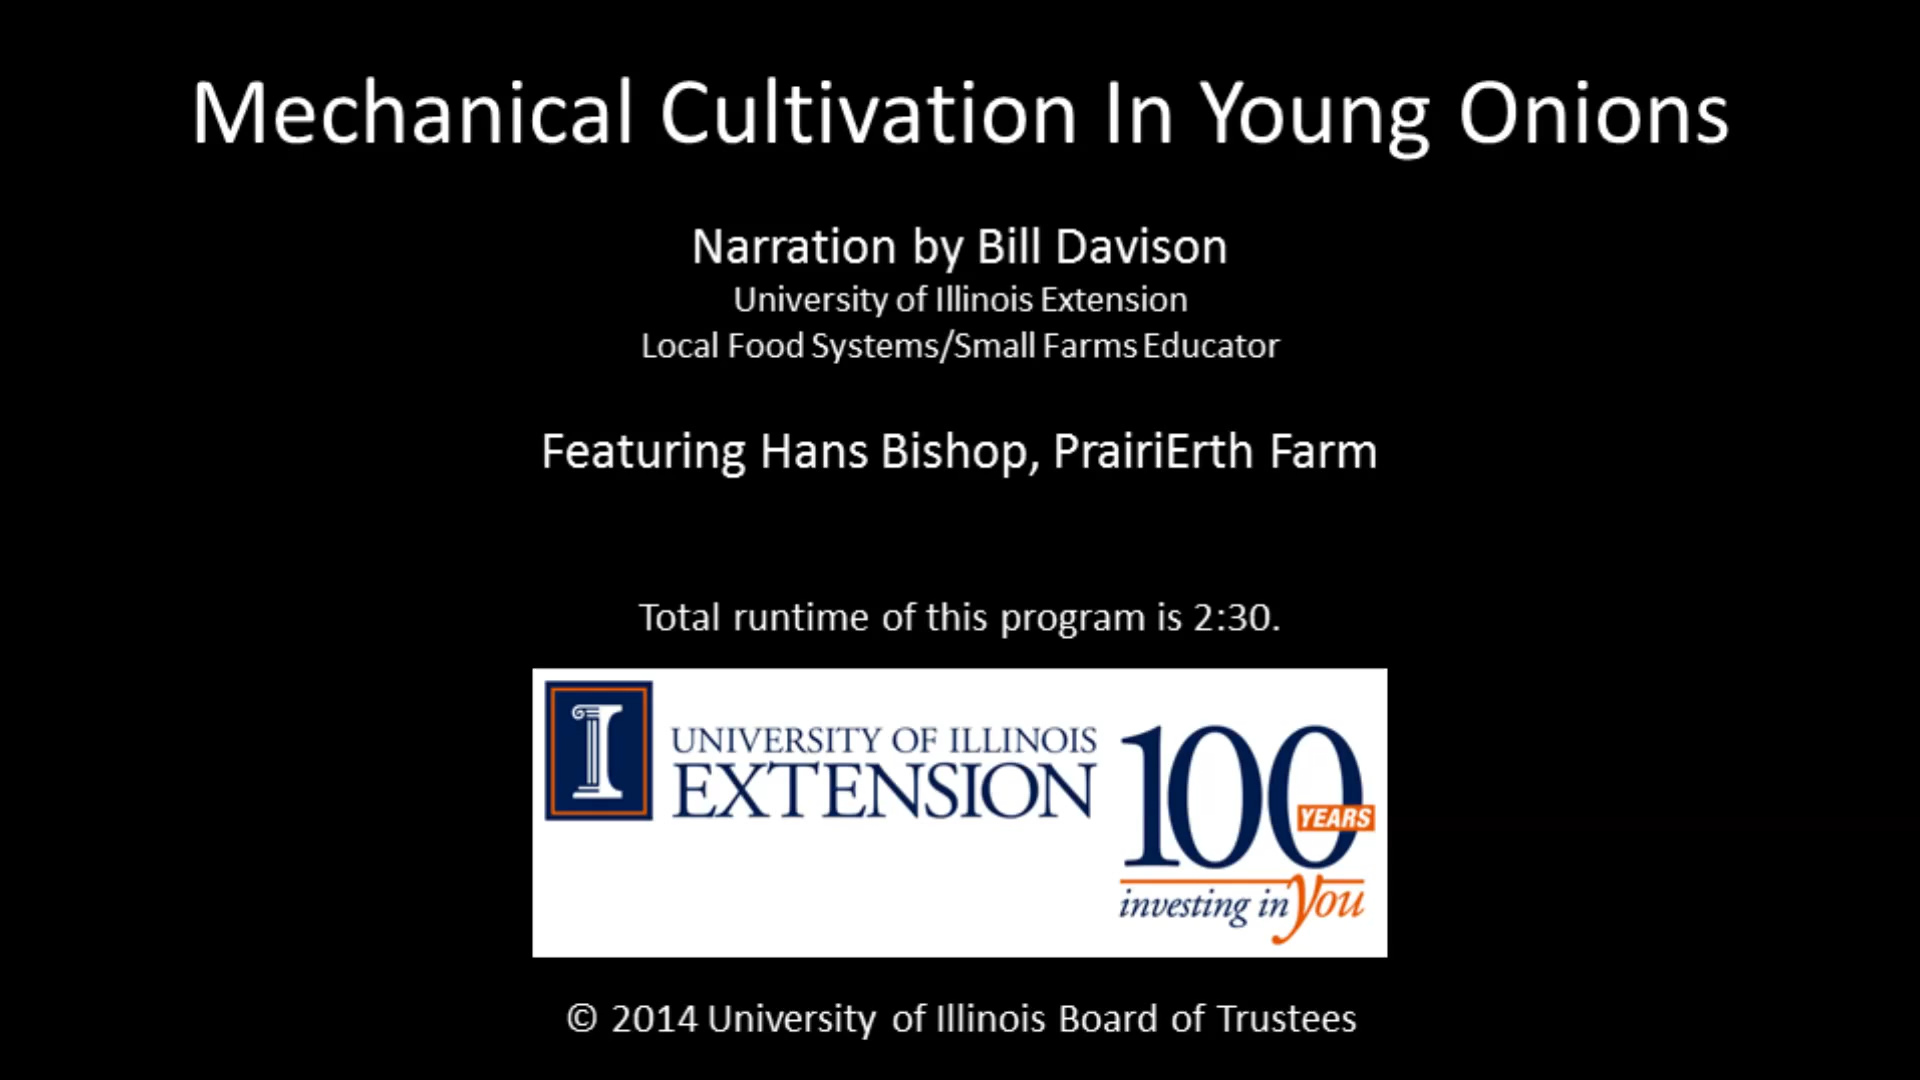 Mechanical Cultivation In Young Onions
Narration by Bill Davison
University of Illinois Extension
Local Food Systems/Small Farms Educator
Featuring Hans Bishop, PrairiErth Farm
Total runtime of this program is 2:30.
I
UNIVERSITY OF ILLINOIS
EXTENSION
100
YEARS
investing in you
© 2014 University of Illinois Board of Trustees